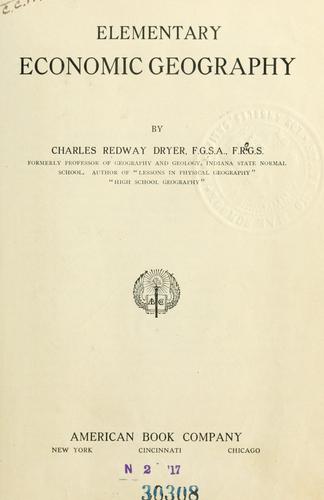 ELEMENTARY
ECONOMIC GEOGRAPHY
BY
CHARLES REDWAY DRYER, F.G.S.A., F.R.G.S.
FORMERLY PROFESSOR OF GEOGRAPHY AND GEOLOGY, INDIANA STATE NORMAL
SCHOOL. AUTHOR OF "LESSONS IN PHYSICAL GEOGRAPHY"
"HIGH SCHOOL GEOGRAPHY"
AMERICAN BOOK COMPANY
NEW YORK CINCINNATI CHICAGO
N 2 '17
30308